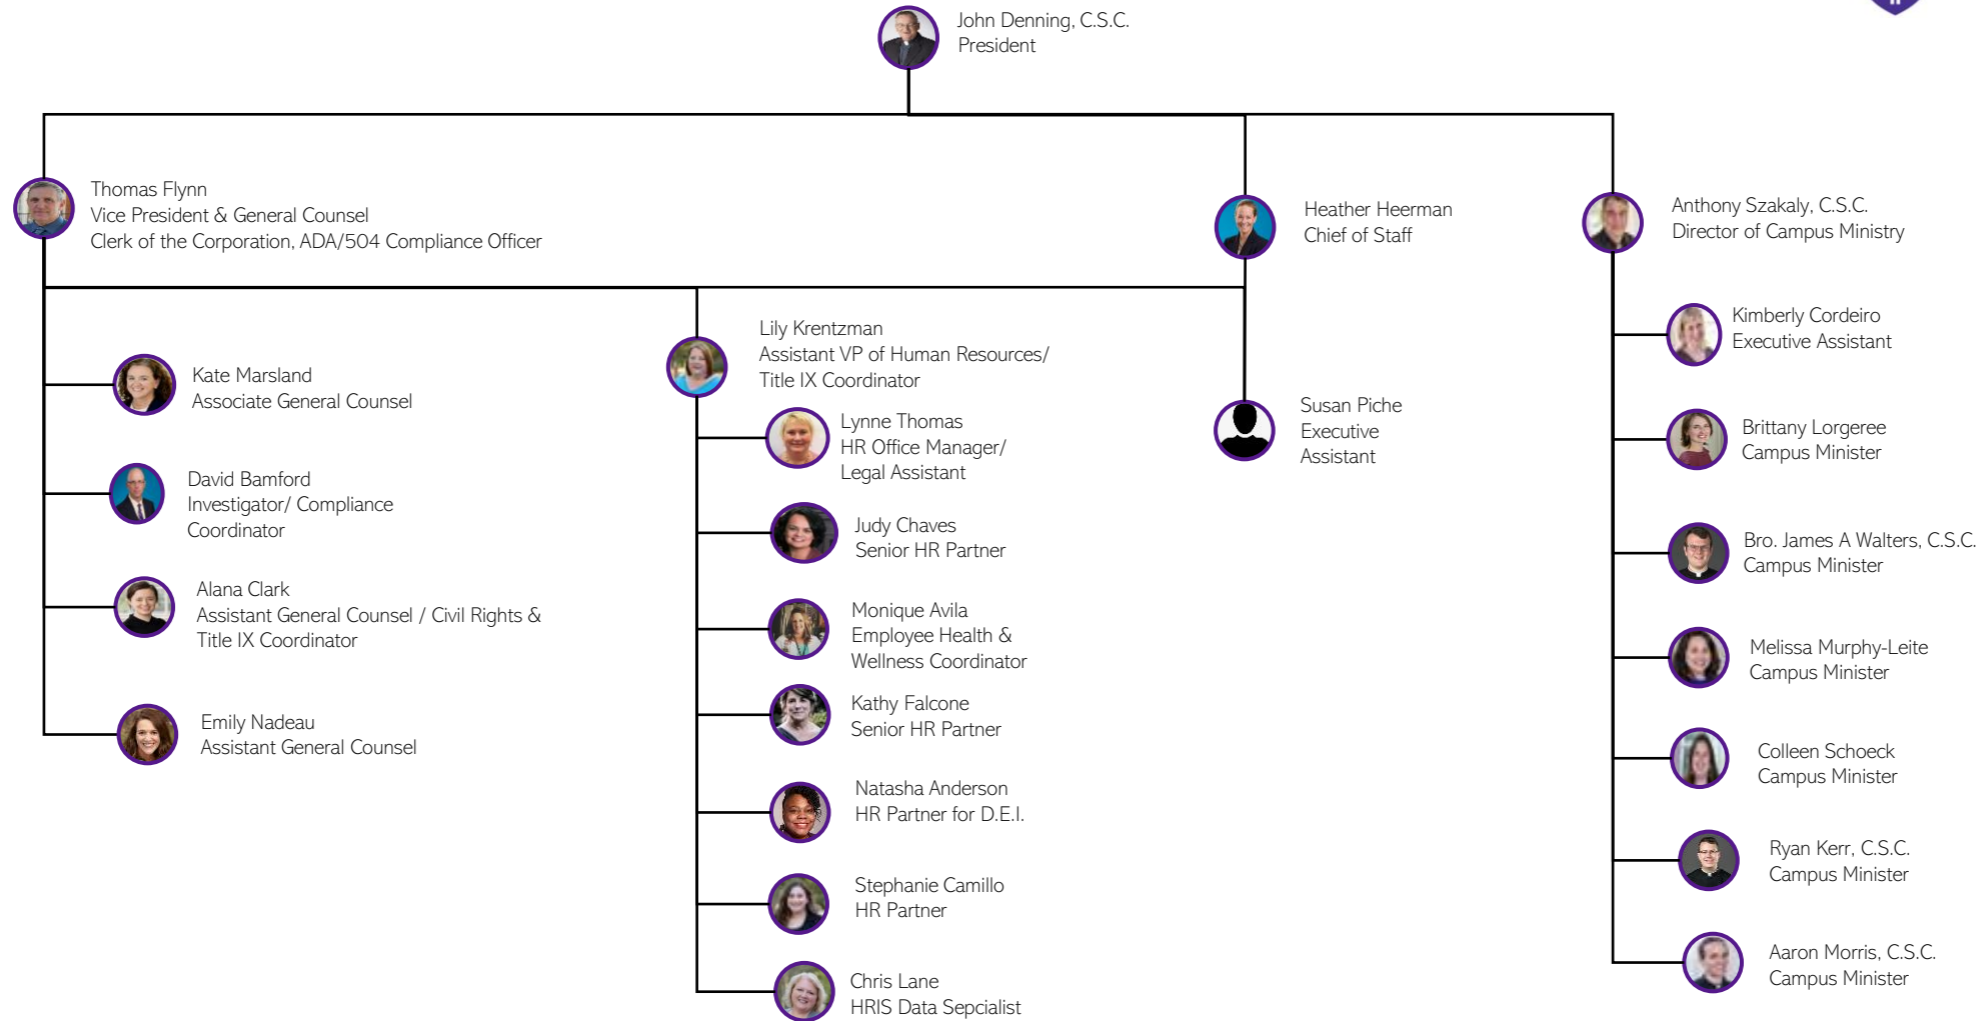 John Denning, C.S.C.
President
Thomas Flynn
Vice President & General Counsel
Clerk of the Corporation, ADA/504 Compliance Officer
Heather Heerman
Chief of Staff
Anthony Szakaly, C.S.C.
Director of Campus Ministry
Kate Marsland
Associate General Counsel
David Bamford
Investigator/ Compliance
Coordinator
Alana Clark
Assistant General Counsel / Civil Rights &
Title IX Coordinator
Emily Nadeau
Assistant General Counsel
Lily Krentzman
Assistant VP of Human Resources/
Title IX Coordinator
Lynne Thomas
HR Office Manager/
Legal Assistant
Judy Chaves
Senior HR Partner
Monique Avila
Employee Health &
Wellness Coordinator
Kathy Falcone
Senior HR Partner
Natasha Anderson
HR Partner for D.E.I.
Stephanie Camillo
HR Partner
Chris Lane
HRIS Data Sepcialist
Susan Piche
Executive
Assistant
Kimberly Cordeiro
Executive Assistant
Brittany Lorgeree
Campus Minister
Bro. James A Walters, C.S.C.
Campus Minister
Melissa Murphy-Leite
Campus Minister
Colleen Schoeck
Campus Minister
Ryan Kerr, C.S.C.
Campus Minister
Aaron Morris, C.S.C.
Campus Minister